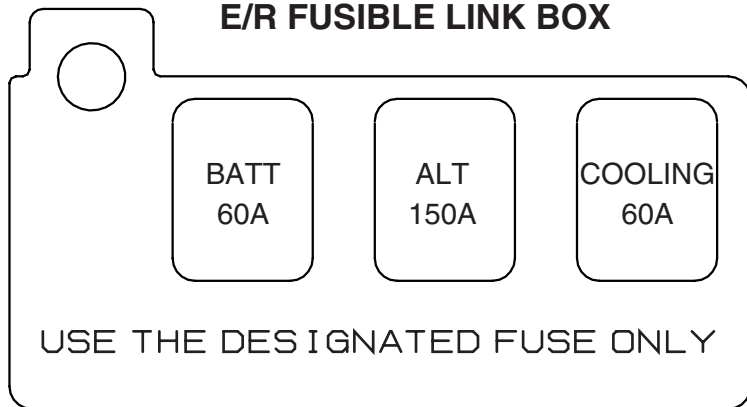 E/R FUSIBLE LINK BOX
BATT
60A
ALT
150A
COOLING
60A
USE THE DESIGNATED FUSE ONLY